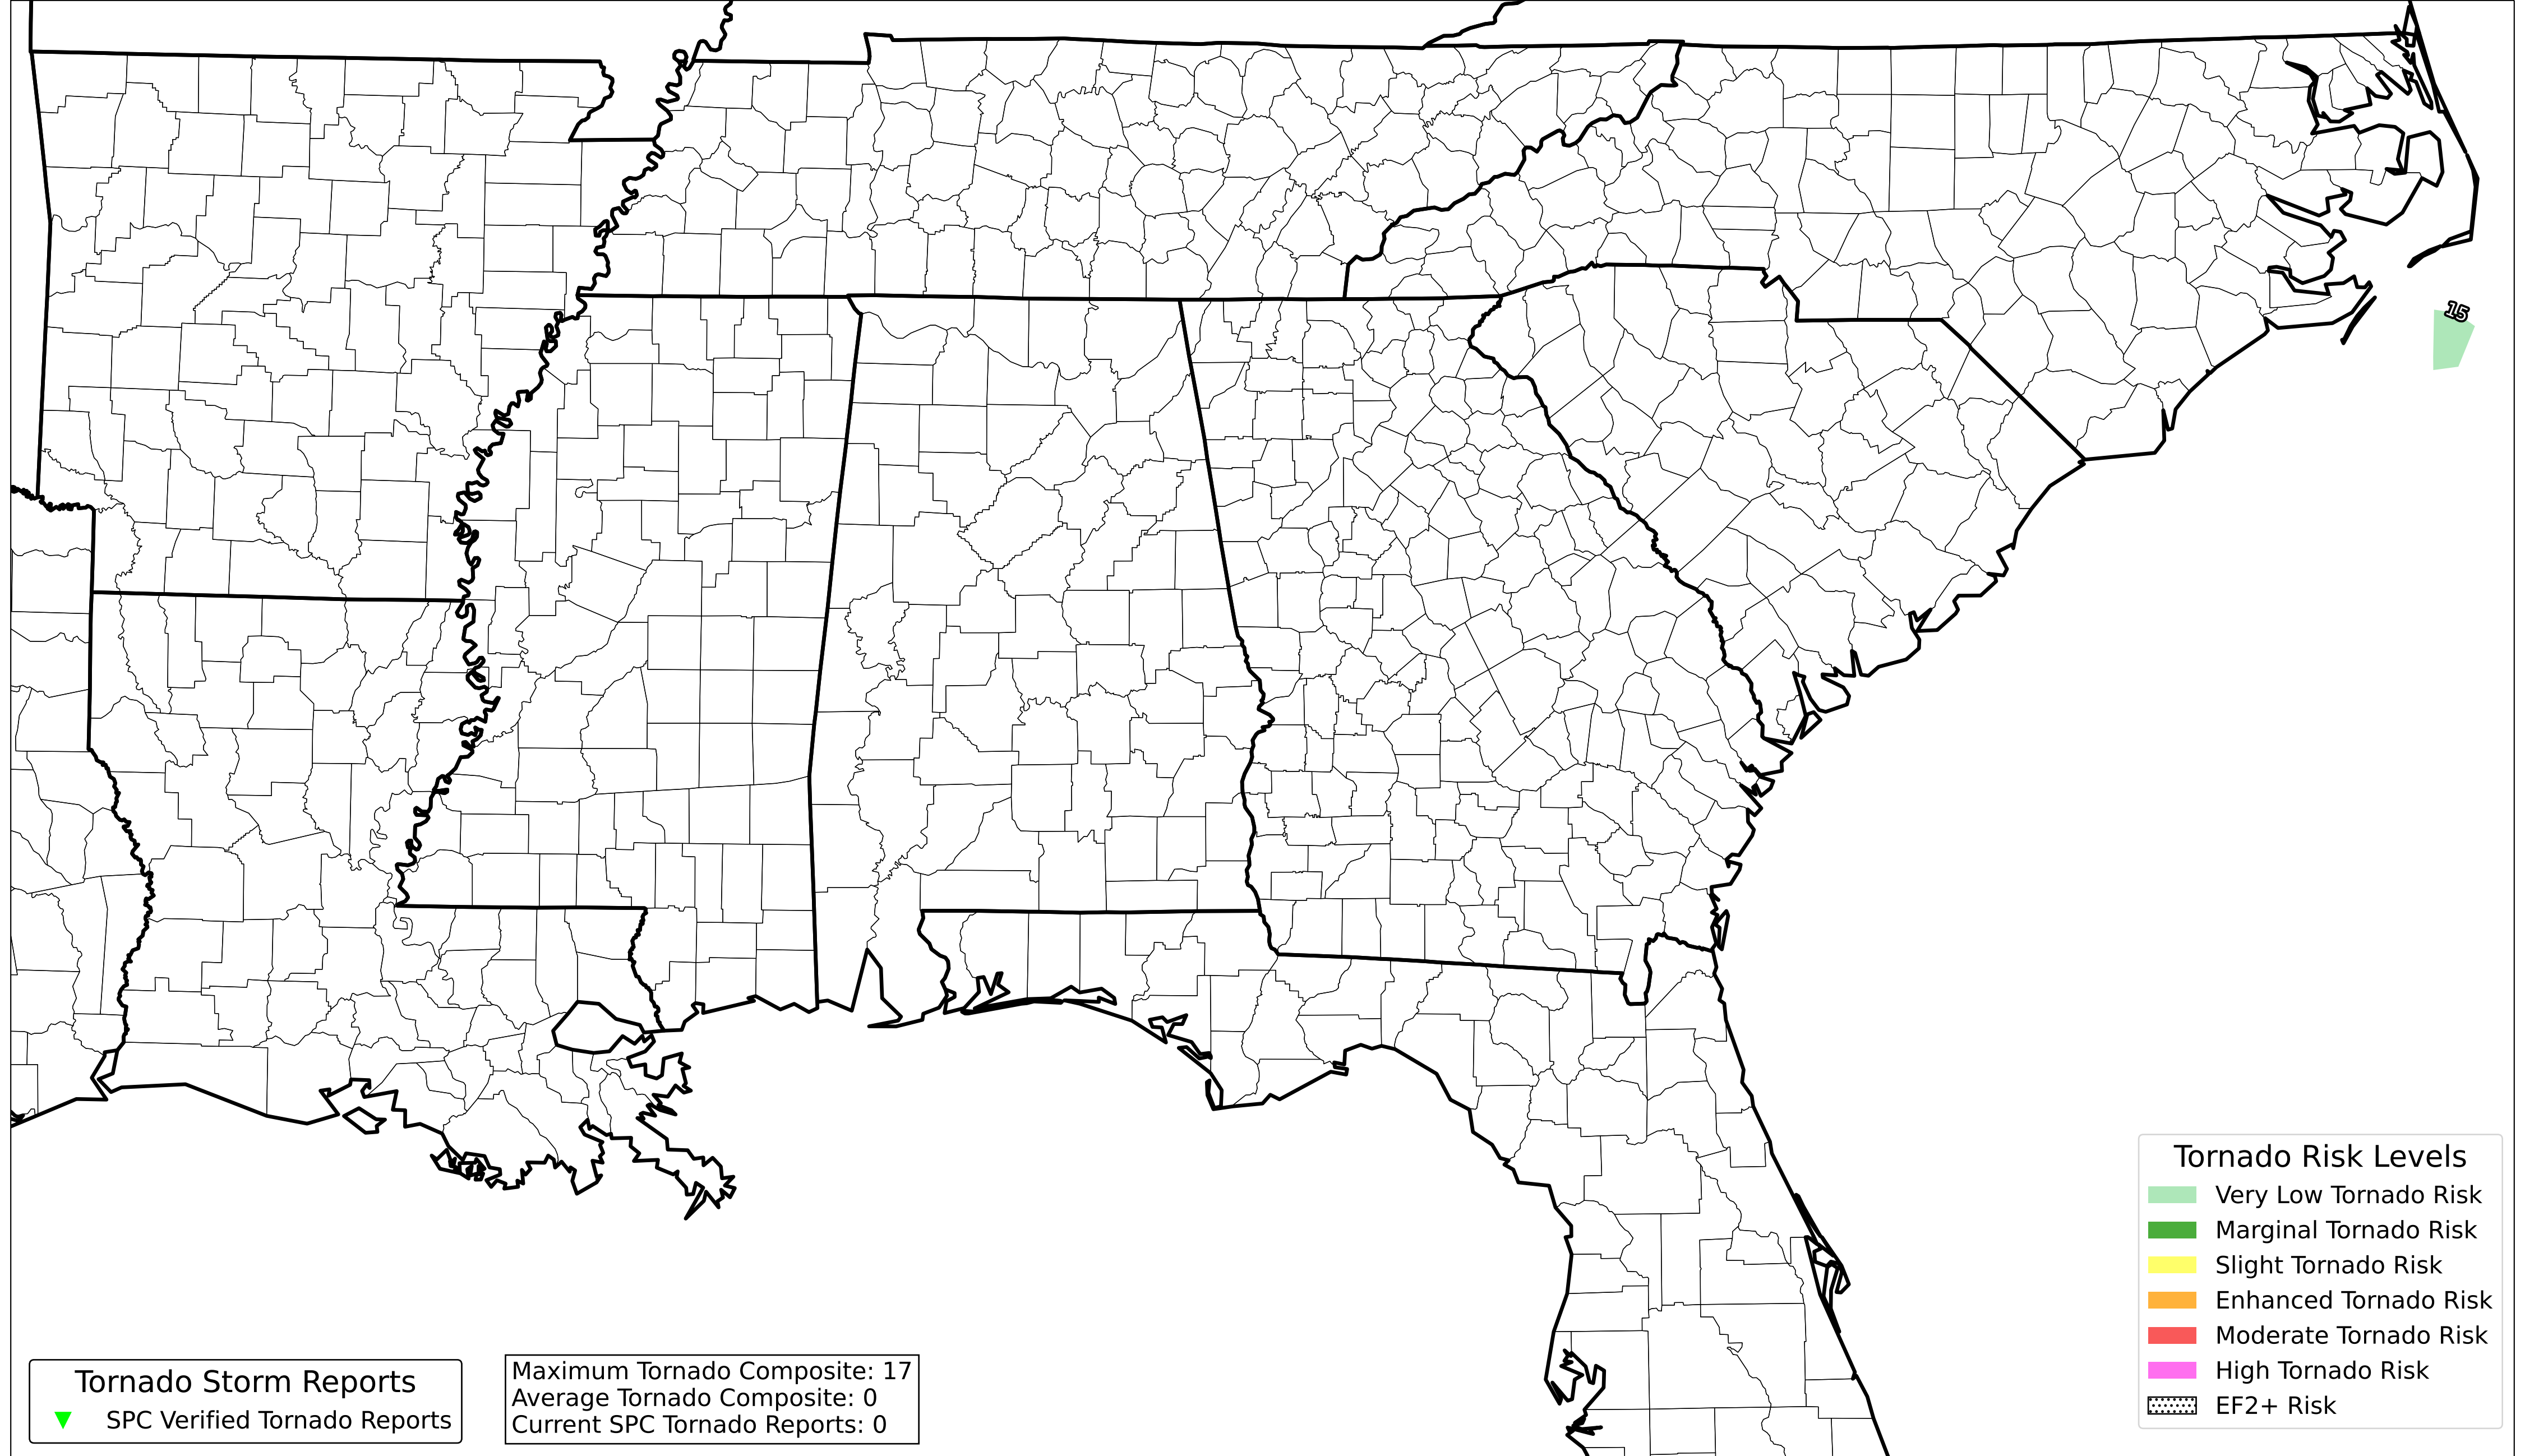 15
Tornado Risk Levels
Very Low Tornado Risk
Marginal Tornado Risk
Slight Tornado Risk
Enhanced Tornado Risk
Moderate Tornado Risk
High Tornado Risk
EF2+ Risk
Tornado Storm Reports
SPC Verified Tornado Reports
Maximum Tornado Composite: 17
Average Tornado Composite: 0
Current SPC Tornado Reports: 0